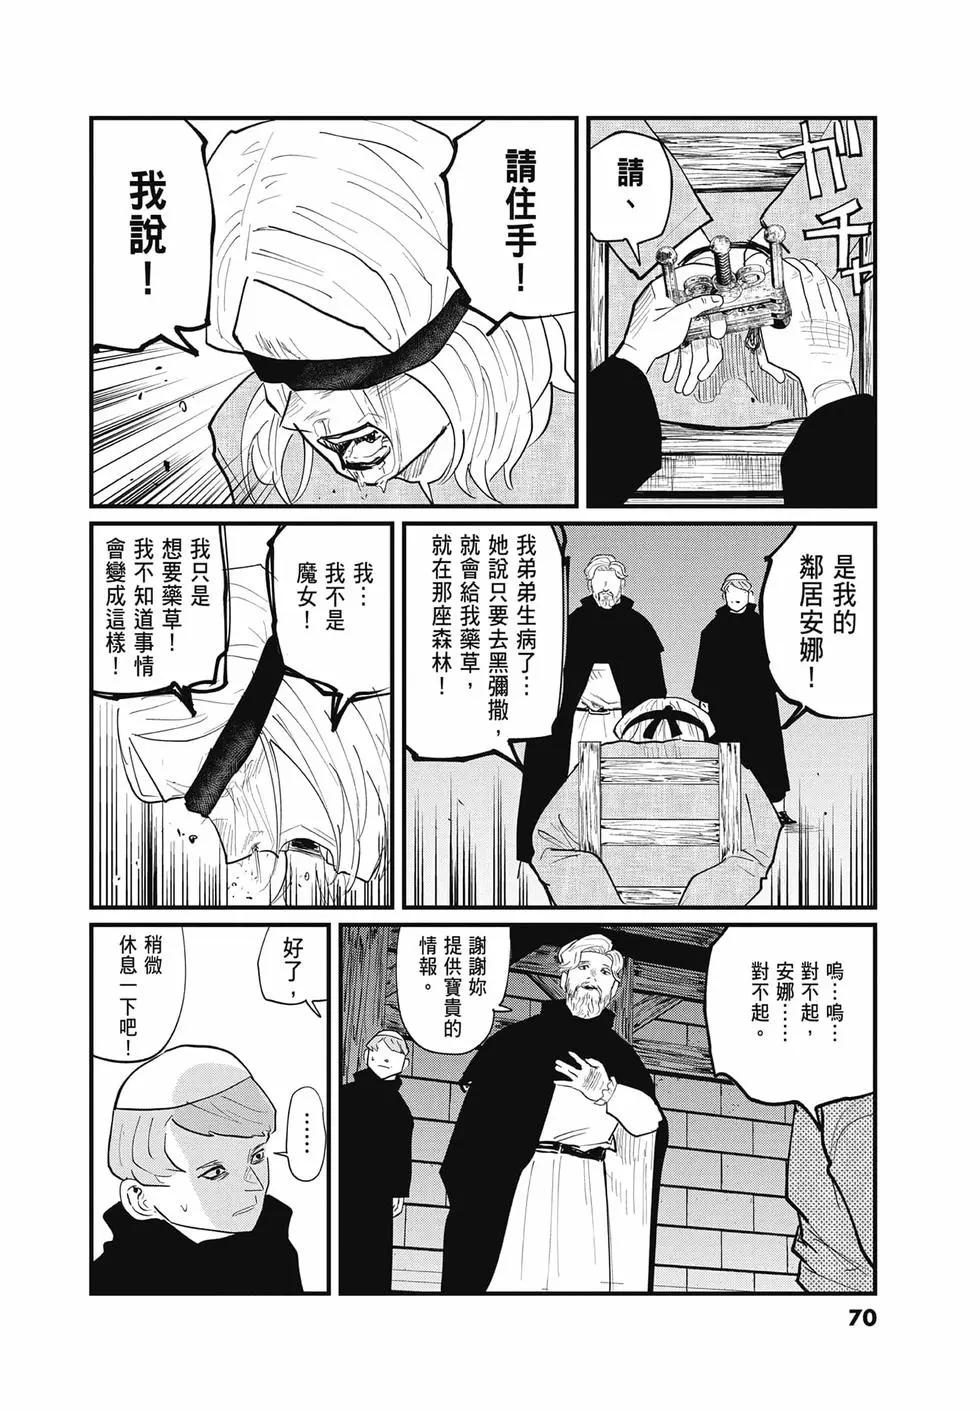 請、
ガチャ
請住手！
我說！
是我的
鄰居安娜！
我弟弟生病了…
她說只要去黑彌撒，
就會給我藥草，
就在那座森林！
我…
我不是
魔女！
我只是
想要藥草！
我不知道事情
會變成這樣！
嗚…嗚…
對不起，
安娜……
對不起。
謝謝妳
提供寶貴的
情報。
好了，
稍微
休息一下吧！
……
70